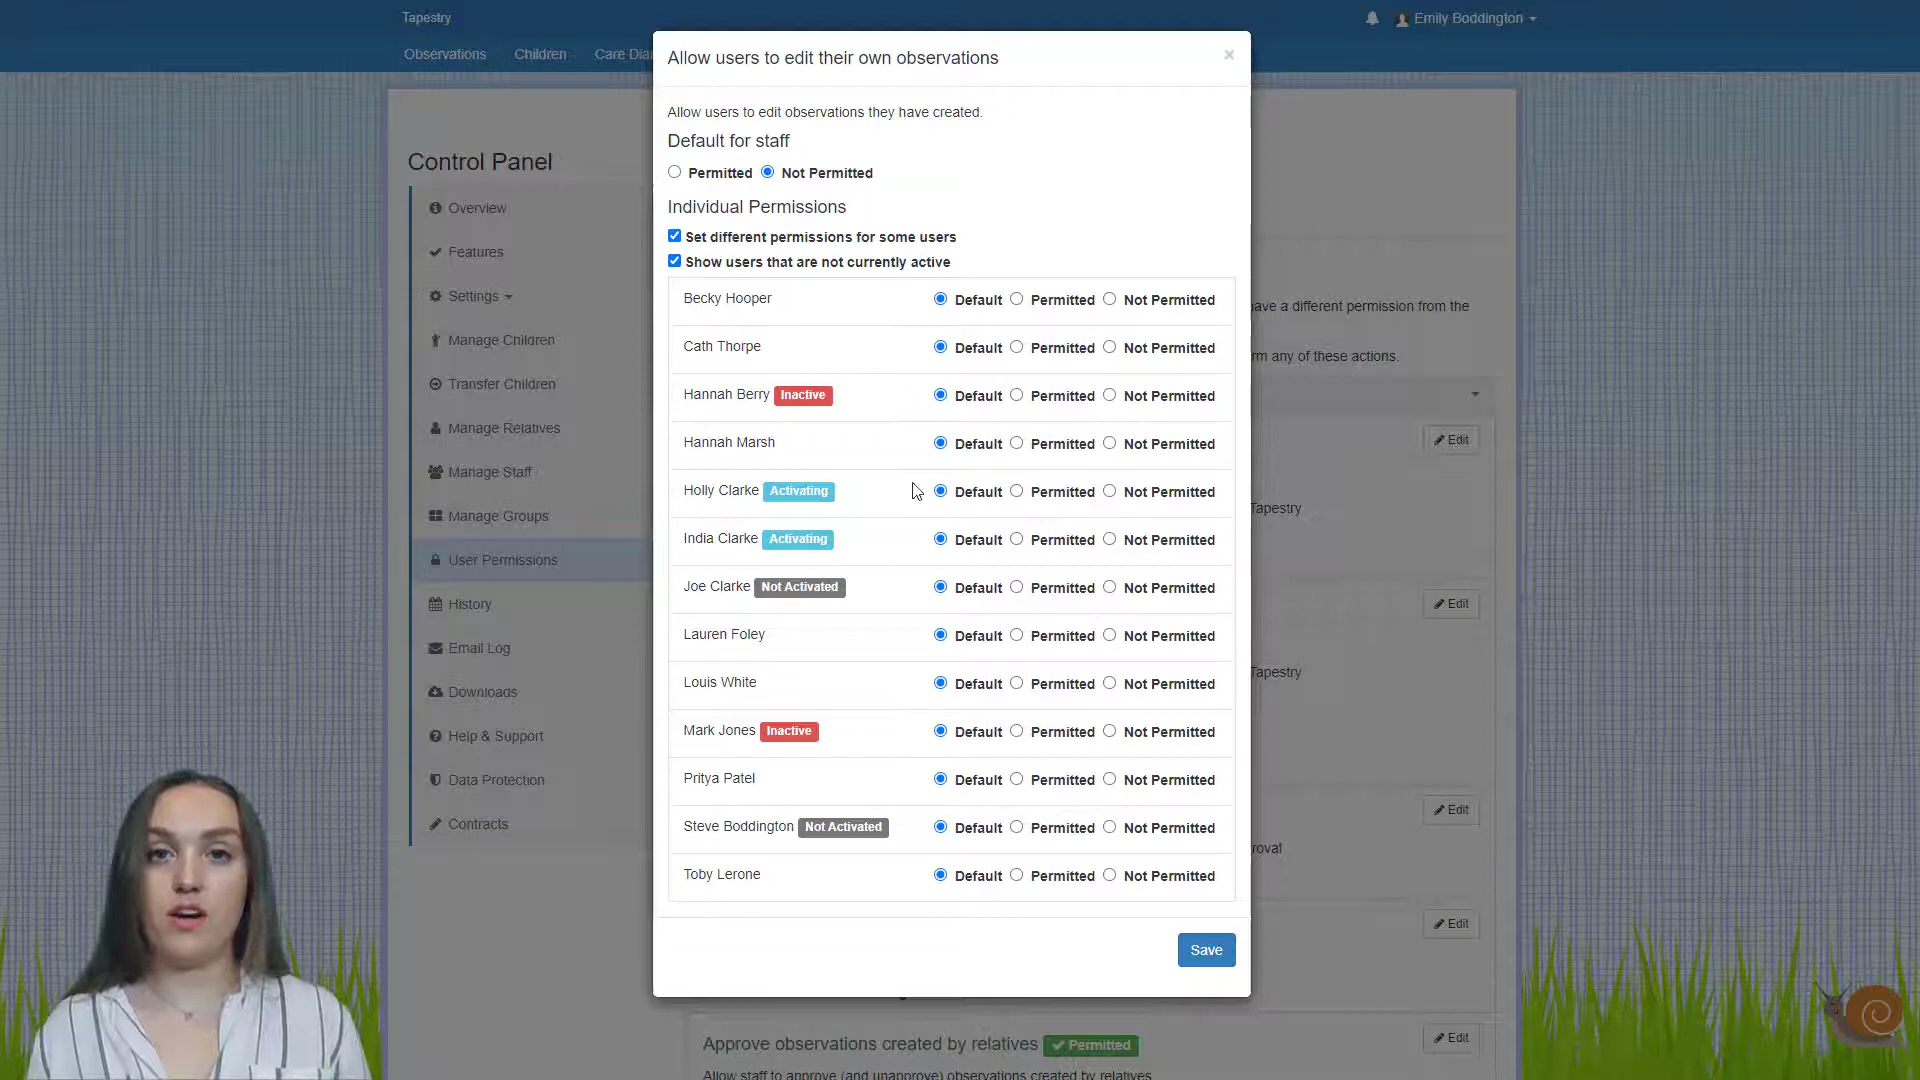 Tapestry
Emily Boddington
Observations Children Care Dia
Allow users to edit their own observations
×
Allow users to edit observations they have created.
Default for staff
Permitted Not Permitted
Individual Permissions
Set different permissions for some users
Show users that are not currently active
Becky Hooper Default Permitted Not Permitted
Cath Thorpe Default Permitted Not Permitted
Hannah Berry Inactive Default Permitted Not Permitted
Hannah Marsh Default Permitted Not Permitted
Holly Clarke Activating Default Permitted Not Permitted
India Clarke Activating Default Permitted Not Permitted
Joe Clarke Not Activated Default Permitted Not Permitted
Lauren Foley Default Permitted Not Permitted
Louis White Default Permitted Not Permitted
Mark Jones Inactive Default Permitted Not Permitted
Pritya Patel Default Permitted Not Permitted
Steve Boddington Not Activated Default Permitted Not Permitted
Toby Lerone Default Permitted Not Permitted
Save
Control Panel
Overview
Features
Settings
Manage Children
Transfer Children
Manage Relatives
Manage Staff
Manage Groups
User Permissions
History
Email Log
Downloads
Help & Support
Data Protection
Contracts
ave a different permission from the
rm any of these actions.
Edit
Tapestry
Edit
Tapestry
Edit
roval
Edit
Approve observations created by relatives Permitted
Edit
Allow staff to approve (and unapprove) observations created by relatives